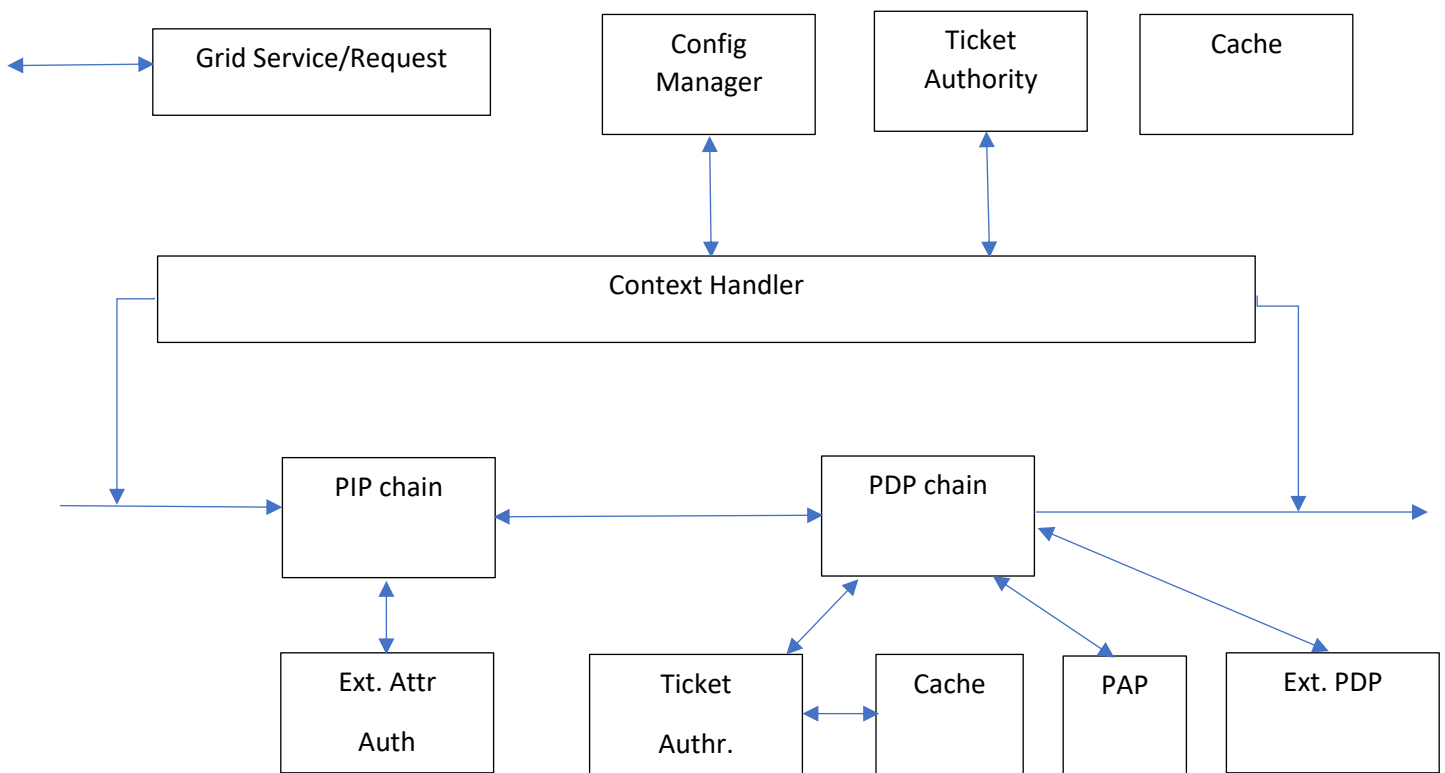 Grid Service/Request
Config
Manager
Ticket
Authority
Cache
Context Handler
PIP chain
PDP chain
Ext. Attr
Auth
Ticket
Authr.
Cache
PAP
Ext. PDP